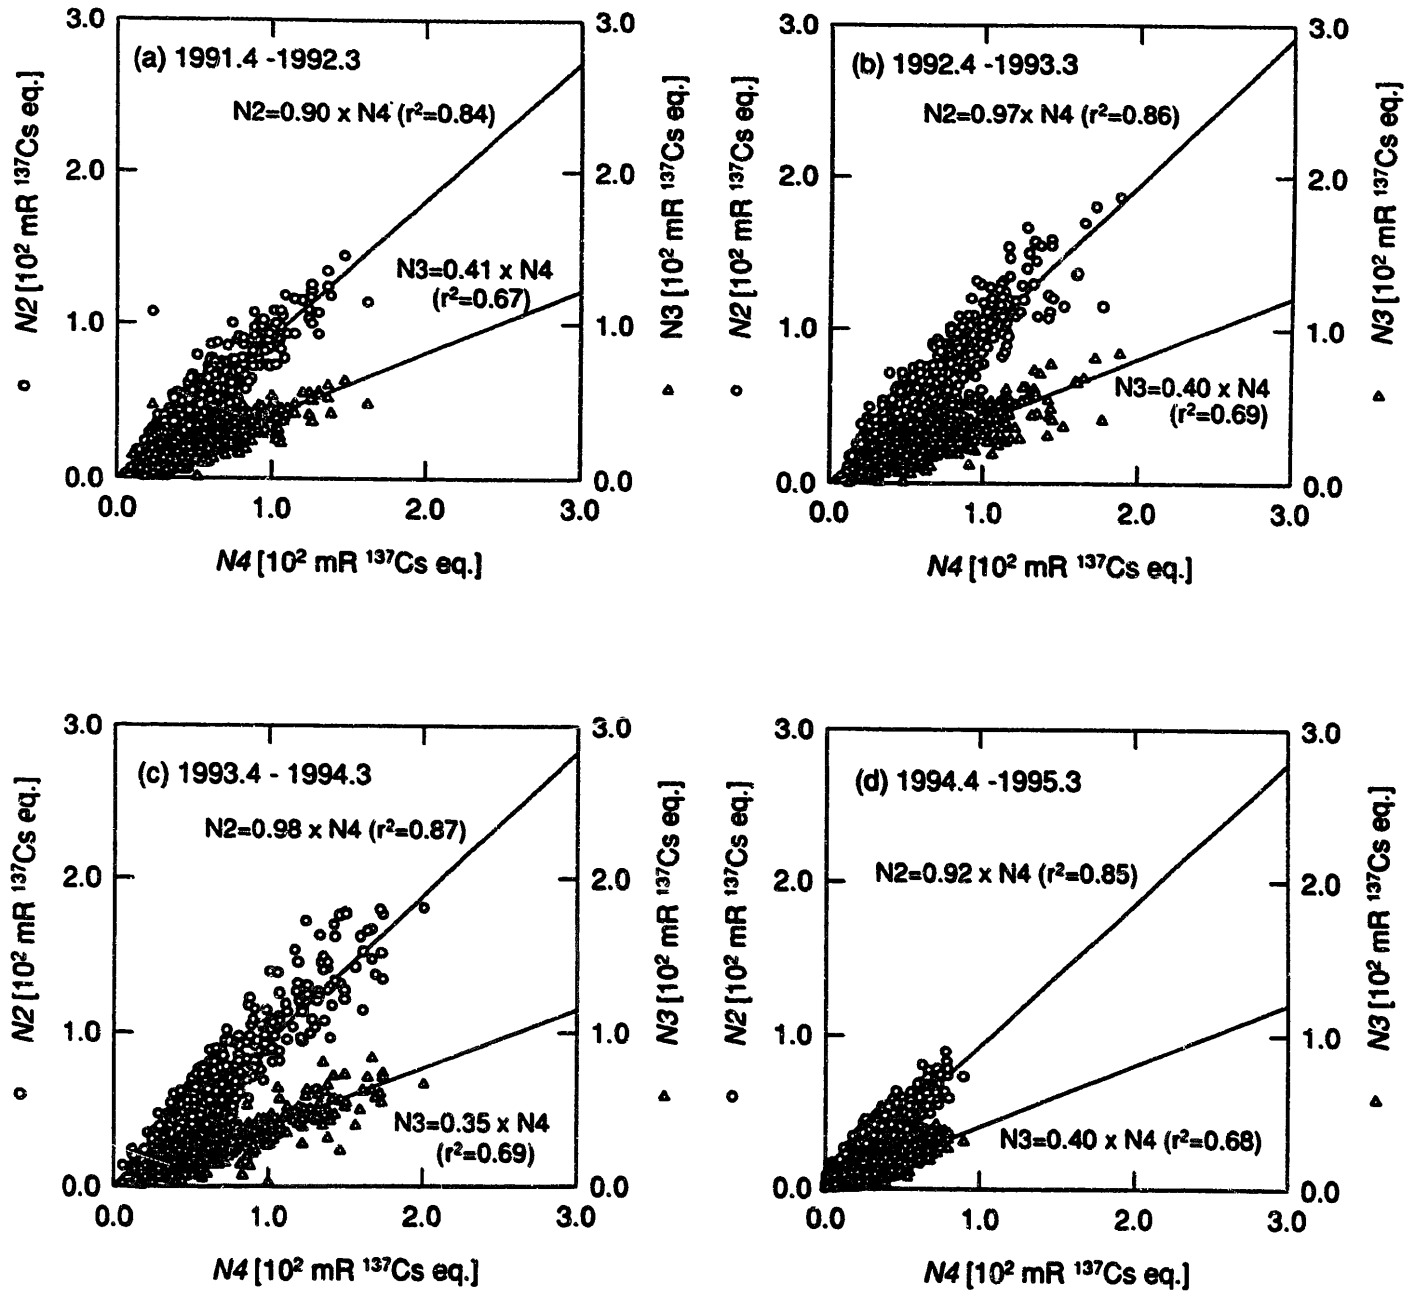 (a) 1991.4 -1992.3
N2=0.90 x N4 (r²=0.84)
N3=0.41 x N4
(r²=0.67)
3.0
2.0
1.0
0.0
3.0
2.0
1.0
0.0
0.0 1.0 2.0 3.0
N2 [10² mR ¹³⁷Cs eq.]
N3 [10² mR ¹³⁷Cs eq.]
N4 [10² mR ¹³⁷Cs eq.]
(b) 1992.4 -1993.3
N2=0.97x N4 (r²=0.86)
N3=0.40 x N4
(r²=0.69)
3.0
2.0
1.0
0.0
3.0
2.0
1.0
0.0
0.0 1.0 2.0 3.0
N2 [10² mR ¹³⁷Cs eq.]
N3 [10² mR ¹³⁷Cs eq.]
N4 [10² mR ¹³⁷Cs eq.]
(c) 1993.4 - 1994.3
N2=0.98 x N4 (r²=0.87)
N3=0.35 x N4
(r²=0.69)
3.0
2.0
1.0
0.0
3.0
2.0
1.0
0.0
0.0 1.0 2.0 3.0
N2 [10² mR ¹³⁷Cs eq.]
N3 [10² mR ¹³⁷Cs eq.]
N4 [10² mR ¹³⁷Cs eq.]
(d) 1994.4 -1995.3
N2=0.92 x N4 (r²=0.85)
N3=0.40 x N4 (r²=0.68)
3.0
2.0
1.0
0.0
3.0
2.0
1.0
0.0
0.0 1.0 2.0 3.0
N2 [10² mR ¹³⁷Cs eq.]
N3 [10² mR ¹³⁷Cs eq.]
N4 [10² mR ¹³⁷Cs eq.]